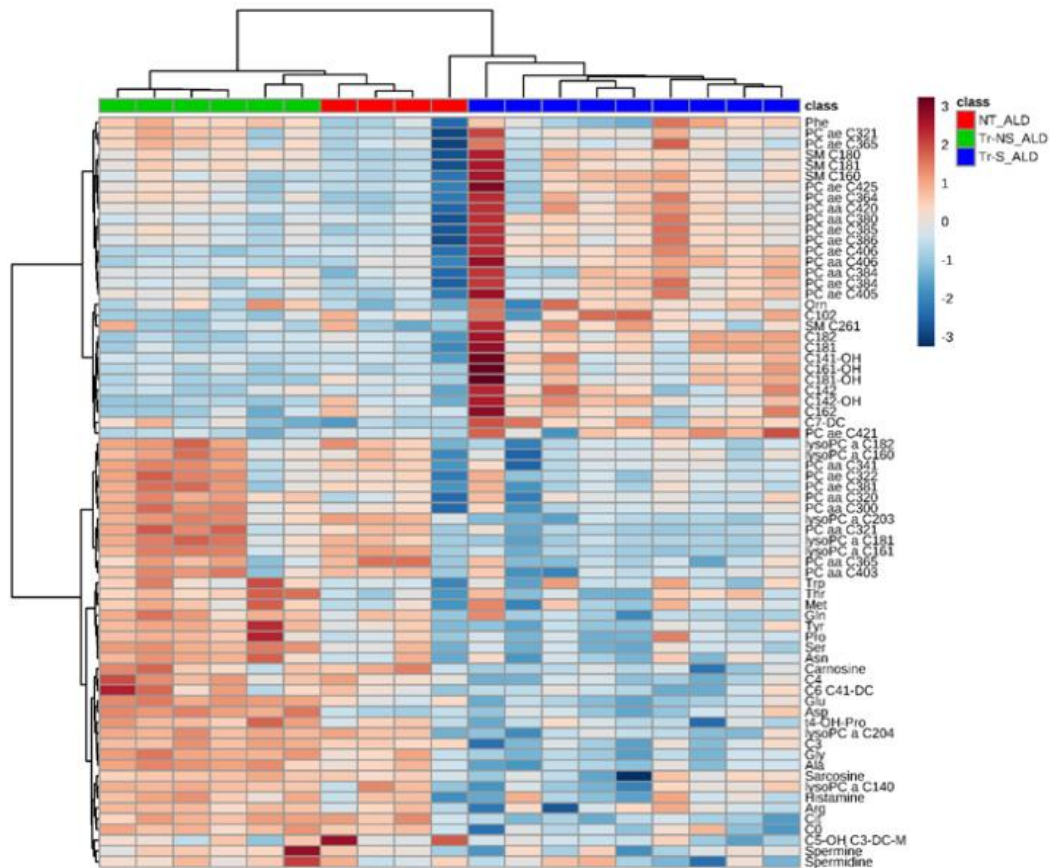 class
Phe
PC ae C321
PC ae C365
SM C180
SM C181
SM C160
PC ae C425
PC ae C364
PC aa C420
PC aa C380
PC ae C385
PC ae C386
PC ae C406
PC aa C406
PC aa C384
PC ae C384
PC ae C405
Orn
C102
SM C261
C182
C181
C141-OH
C161-OH
C181-OH
C142
C142-OH
C162
C7-DC
PC ae C421
lysoPC a C182
lysoPC a C160
PC aa C341
PC ae C322
PC ae C381
PC aa C320
PC aa C300
lysoPC a C203
PC aa C321
lysoPC a C181
lysoPC a C161
PC aa C365
PC aa C403
Trp
Thr
Met
Gln
Tyr
Pro
Ser
Asn
Carnosine
C4
C6 C41-DC
Glu
Asp
t4-OH-Pro
lysoPC a C204
C3
Gly
Ala
Sarcosine
lysoPC a C140
Histamine
Arg
C0
C5-OH C3-DC-M
Spermine
Spermidine
3
2
1
0
-1
-2
-3
class
NT_ALD
Tr-NS_ALD
Tr-S_ALD